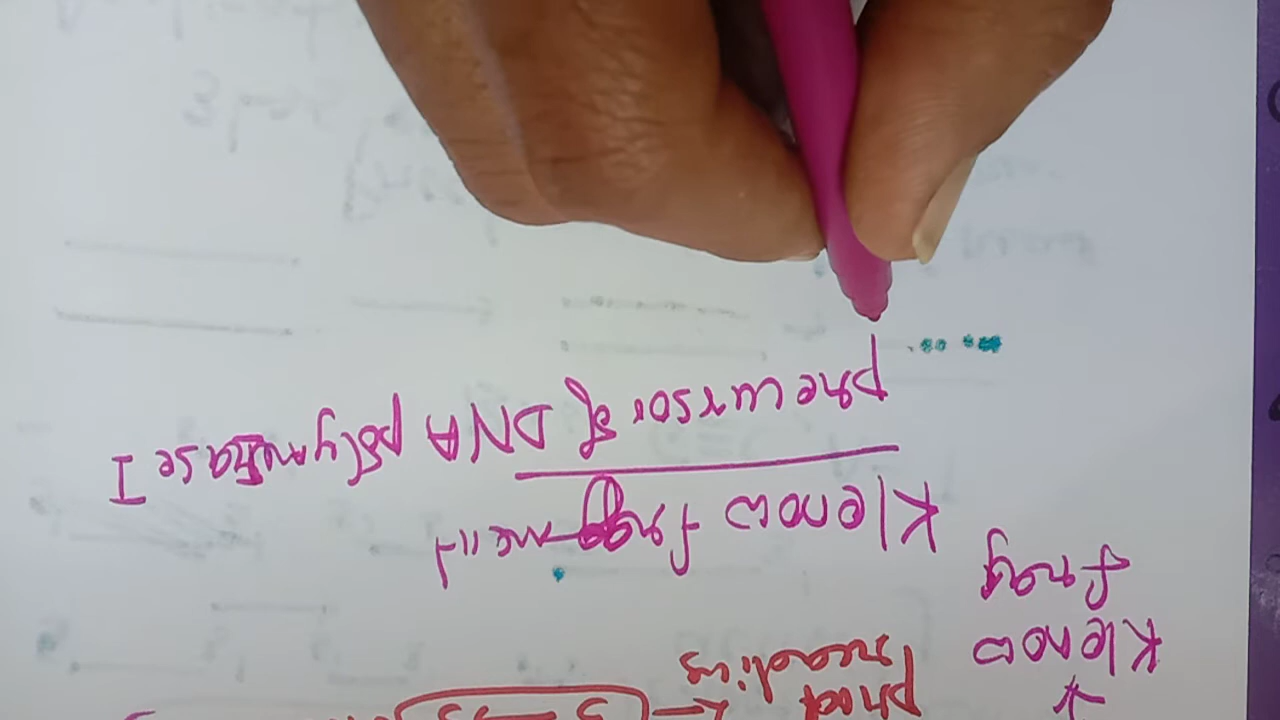 proof
Klenow
reading
frag
Klenow fragment
precursor of DNA polymerase I